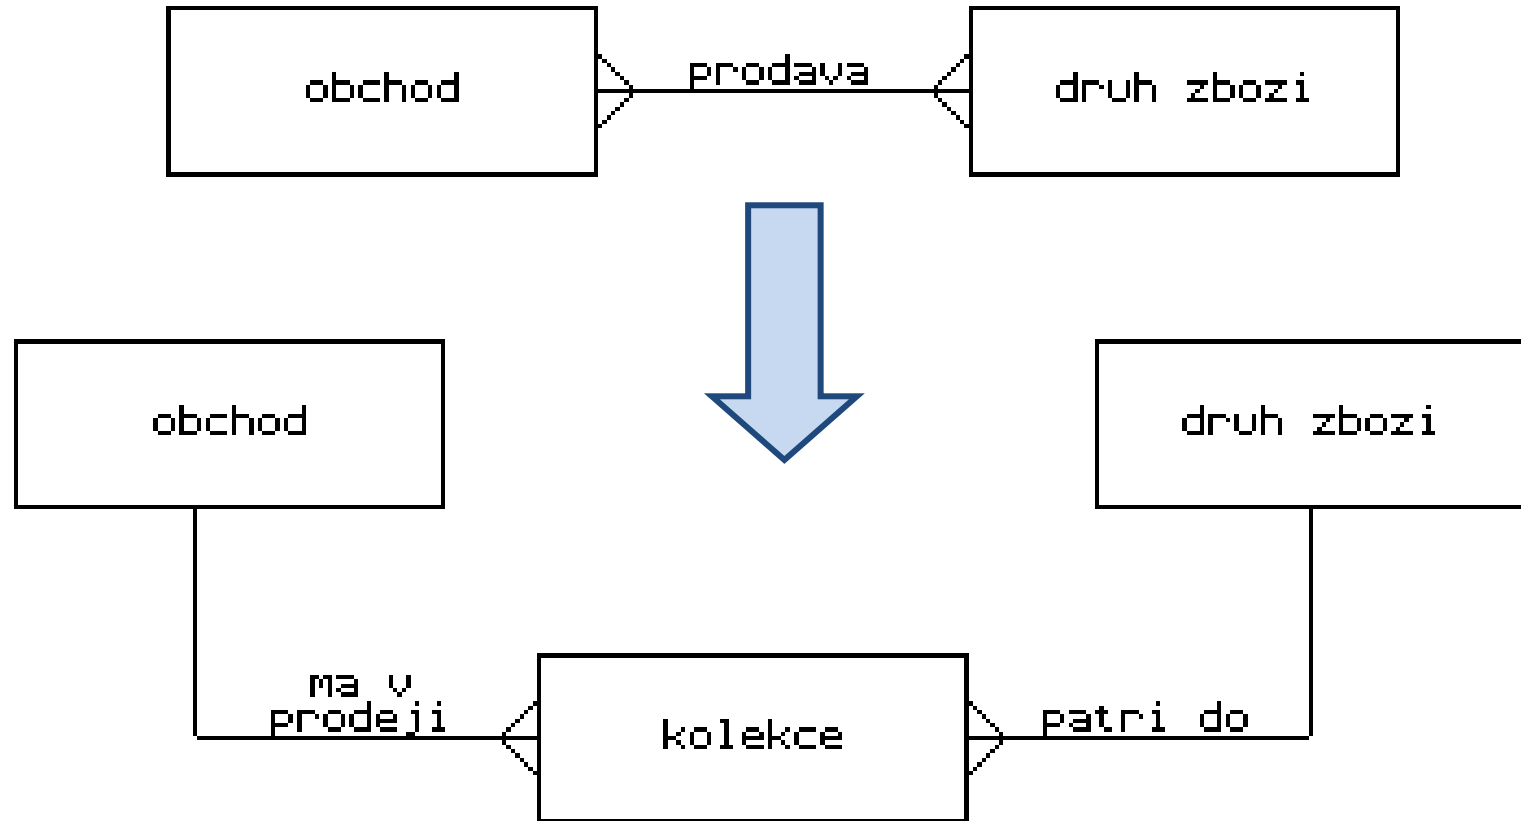 obchod
prodava
druh zbozi
obchod
druh zbozi
ma v
prodeji
kolekce
patri do